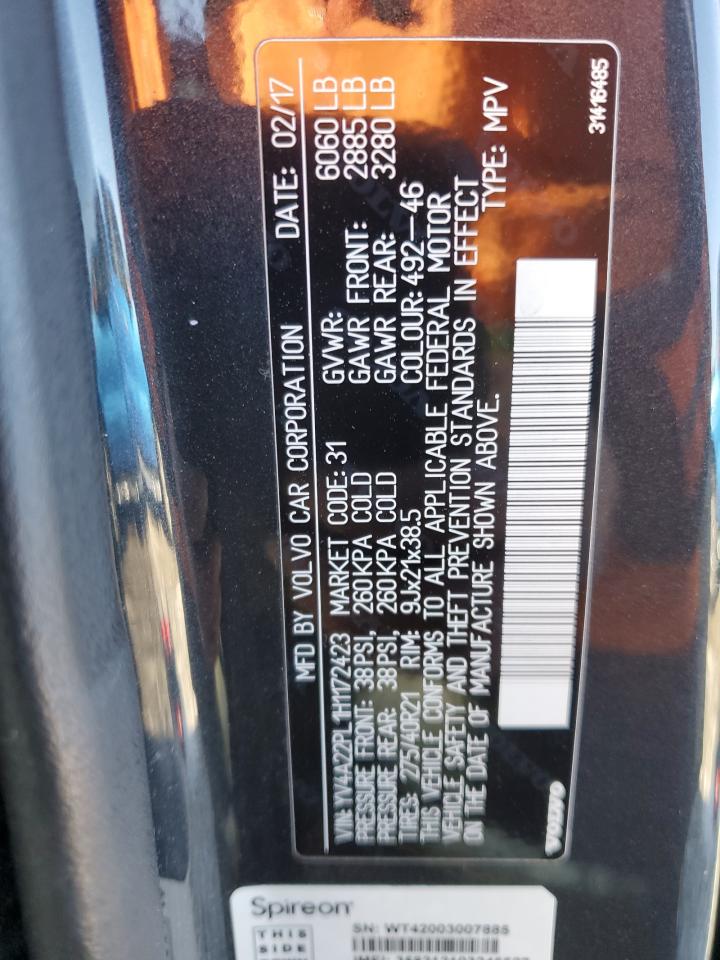 MFD BY VOLVO CAR CORPORATION DATE: 02/17
VIN: YV4A22PL1H1172423 MARKET CODE: 31 GVWR: 6060 LB
PRESSURE FRONT: 38PSI, 260KPA COLD GAWR FRONT: 2885 LB
PRESSURE REAR: 38PSI, 260KPA COLD GAWR REAR: 3280 LB
TIRES: 275/40R21 RIM: 9Jx21x38.5 COLOUR: 492-46
THIS VEHICLE CONFORMS TO ALL APPLICABLE FEDERAL MOTOR
VEHICLE SAFETY AND THEFT PREVENTION STANDARDS IN EFFECT
ON THE DATE OF MANUFACTURE SHOWN ABOVE. TYPE: MPV
VOLVO
31416485
Spireon
THIS
SIDE
SN: WT42003007885